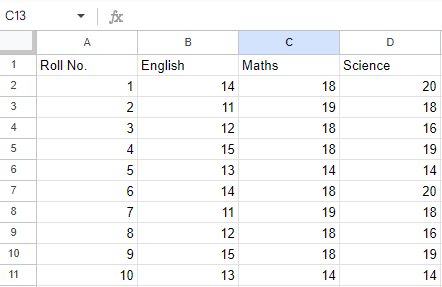 C13 fx
A B C D
1 Roll No. English Maths Science
2 1 14 18 20
3 2 11 19 18
4 3 12 18 16
5 4 15 18 19
6 5 13 14 14
7 6 14 18 20
8 7 11 19 18
9 8 12 18 16
10 9 15 18 19
11 10 13 14 14